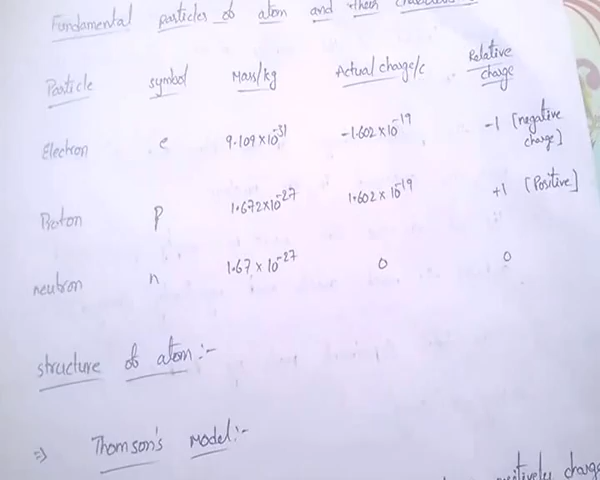 Fundamental particles of atom and their
Particle symbol Mass/kg Actual charge/c Relative charge
Electron e 9.109×10^-31 -1.602×10^-19 -1 [negative charge]
Proton p 1.672×10^-27 1.602×10^-19 +1 [Positive]
neutron n 1.67×10^-27 0 0
structure of atom:-
⇒ Thomson's Model:-